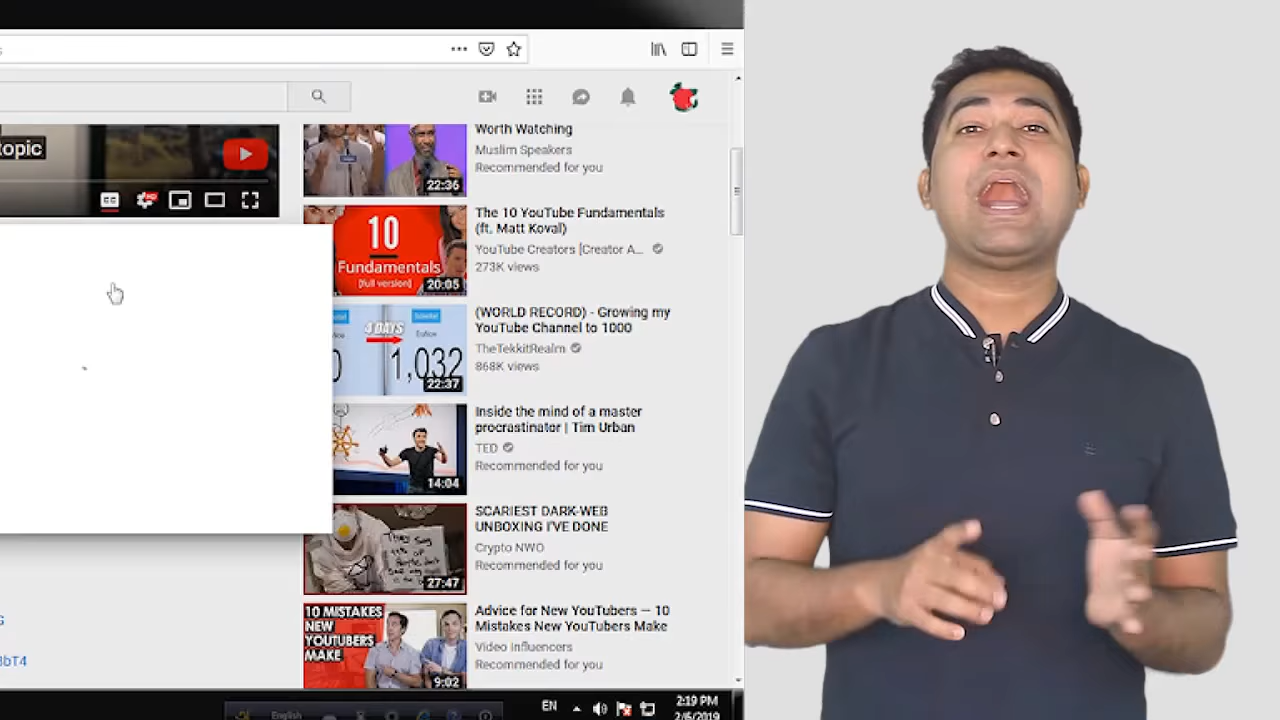 topic
CC
HD
Worth Watching
Muslim Speakers
Recommended for you
22:36
The 10 YouTube Fundamentals
(ft. Matt Koval)
YouTube Creators [Creator A...
273K views
10
Fundamentals
[full version]
20:05
(WORLD RECORD) - Growing my
YouTube Channel to 1000
TheTekkitRealm
868K views
4 DAYS
1,032
22:37
Inside the mind of a master
procrastinator | Tim Urban
TED
Recommended for you
14:04
SCARIEST DARK-WEB
UNBOXING I'VE DONE
Crypto NWO
Recommended for you
27:47
Advice for New YouTubers — 10
Mistakes New YouTubers Make
Video Influencers
Recommended for you
10 MISTAKES
NEW
YOUTUBERS
MAKE
9:02
3bT4
EN
2:19 PM
2/6/2019
English